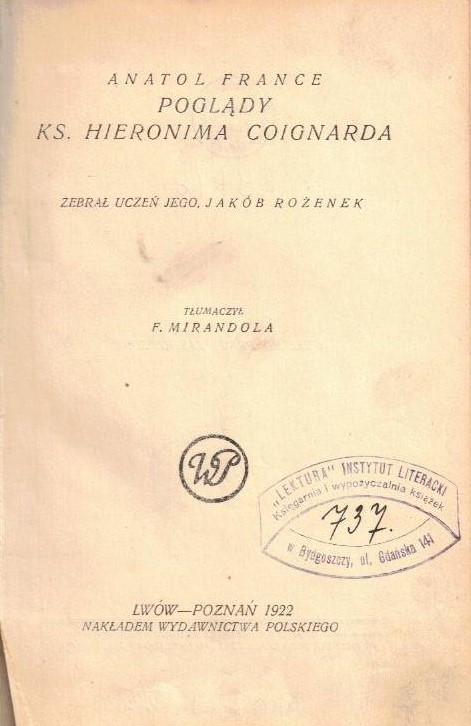 ANATOL FRANCE
POGLĄDY
KS. HIERONIMA COIGNARDA
ZEBRAŁ UCZEŃ JEGO, JAKÓB ROŻENEK
TŁUMACZYŁ
F. MIRANDOLA
WP
"LEKTURA" INSTYTUT LITERACKI
Księgarnia i wypożyczalnia książek
737.
w Bydgoszczy, ul. Gdańska 141
LWÓW—POZNAŃ 1922
NAKŁADEM WYDAWNICTWA POLSKIEGO